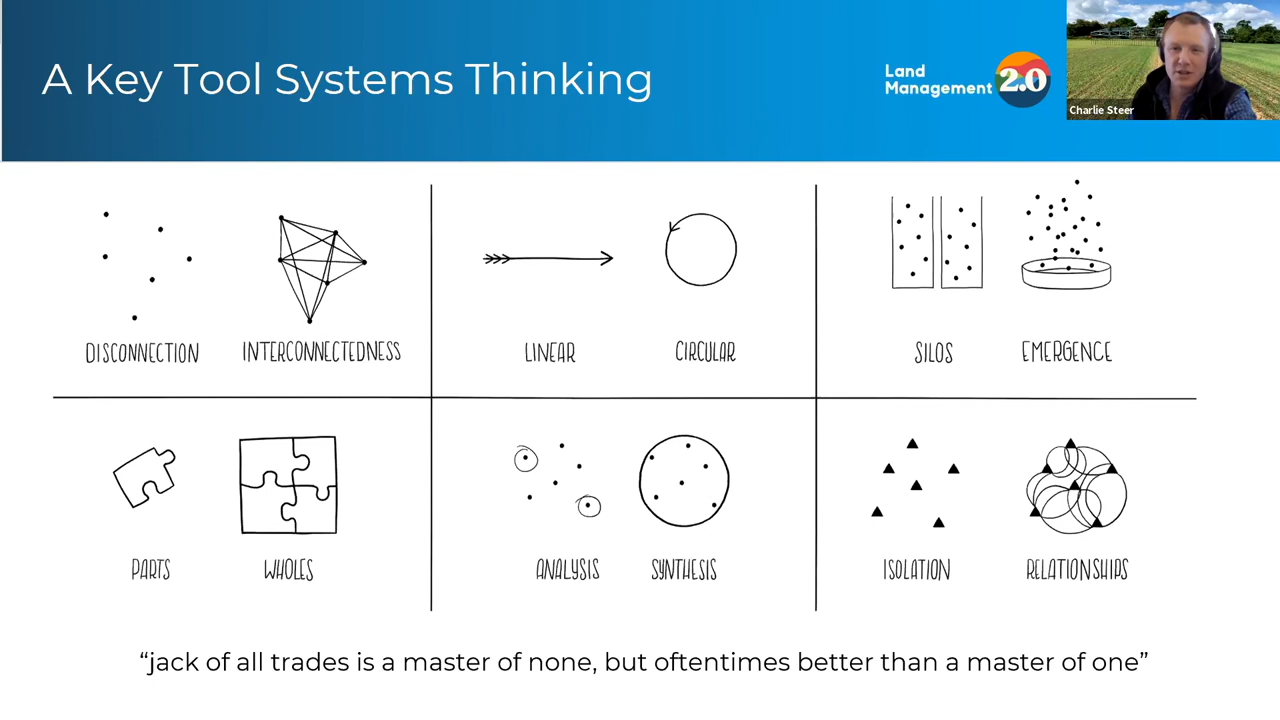 A Key Tool Systems Thinking
Land
Management
2.0
Charlie Steer
DISCONNECTION
INTERCONNECTEDNESS
LINEAR
CIRCULAR
SILOS
EMERGENCE
PARTS
WHOLES
ANALYSIS
SYNTHESIS
ISOLATION
RELATIONSHIPS
“jack of all trades is a master of none, but oftentimes better than a master of one”